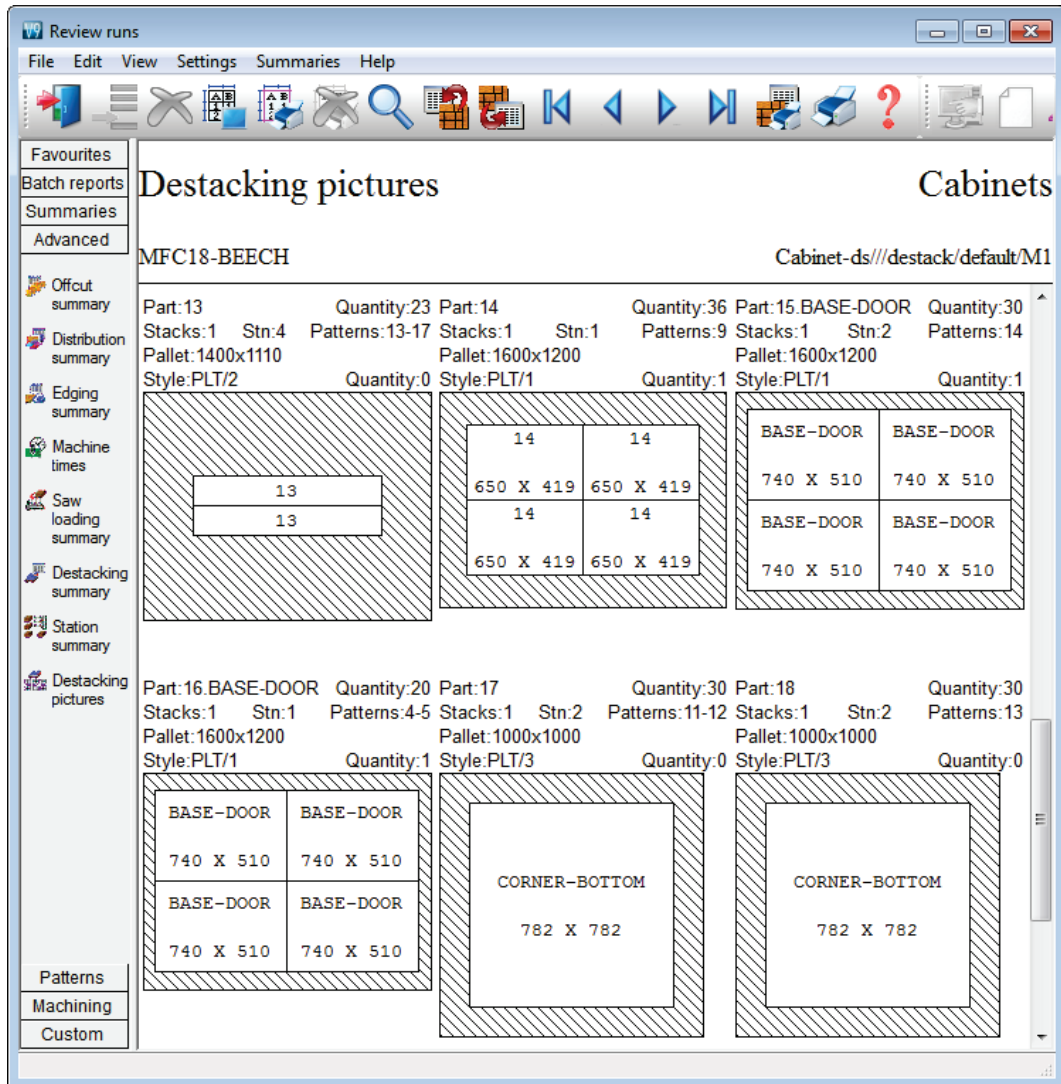 V9 Review runs
File Edit View Settings Summaries Help
Favourites
Batch reports
Summaries
Advanced
Offcut
summary
Distribution
summary
Edging
summary
Machine
times
Saw
loading
summary
Destacking
summary
Station
summary
Destacking
pictures
Patterns
Machining
Custom
Destacking pictures Cabinets
MFC18-BEECH Cabinet-ds///destack/default/M1
Part:13 Quantity:23
Stacks:1 Stn:4 Patterns:13-17
Pallet:1400x1110
Style:PLT/2 Quantity:0
13
13
Part:14 Quantity:36
Stacks:1 Stn:1 Patterns:9
Pallet:1600x1200
Style:PLT/1 Quantity:1
14 14
650 X 419 650 X 419
14 14
650 X 419 650 X 419
Part:15.BASE-DOOR Quantity:30
Stacks:1 Stn:2 Patterns:14
Pallet:1600x1200
Style:PLT/1 Quantity:1
BASE-DOOR BASE-DOOR
740 X 510 740 X 510
BASE-DOOR BASE-DOOR
740 X 510 740 X 510
Part:16.BASE-DOOR Quantity:20
Stacks:1 Stn:1 Patterns:4-5
Pallet:1600x1200
Style:PLT/1 Quantity:1
BASE-DOOR BASE-DOOR
740 X 510 740 X 510
BASE-DOOR BASE-DOOR
740 X 510 740 X 510
Part:17 Quantity:30
Stacks:1 Stn:2 Patterns:11-12
Pallet:1000x1000
Style:PLT/3 Quantity:0
CORNER-BOTTOM
782 X 782
Part:18 Quantity:30
Stacks:1 Stn:2 Patterns:13
Pallet:1000x1000
Style:PLT/3 Quantity:0
CORNER-BOTTOM
782 X 782